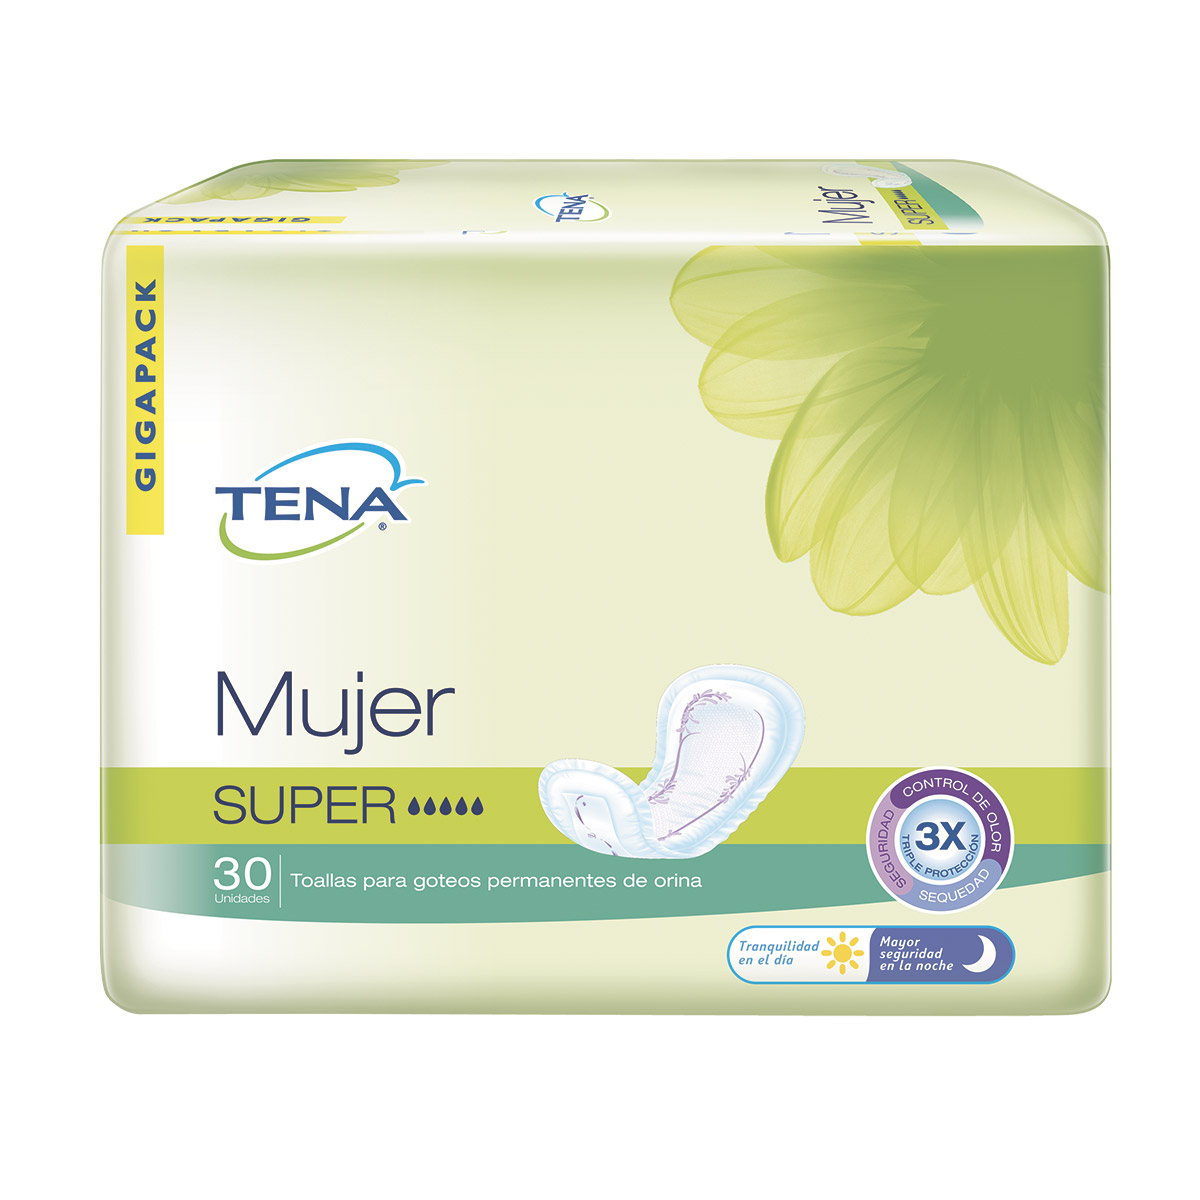 GIGAPACK
TENA
Mujer
SUPER
GIGAPACK
TENA®
Mujer
SUPER
30
Unidades
Toallas para goteos permanentes de orina
CONTROL DE OLOR
SEGURIDAD
3X
TRIPLE PROTECCIÓN
SEQUEDAD
Tranquilidad
en el día
Mayor
seguridad
en la noche